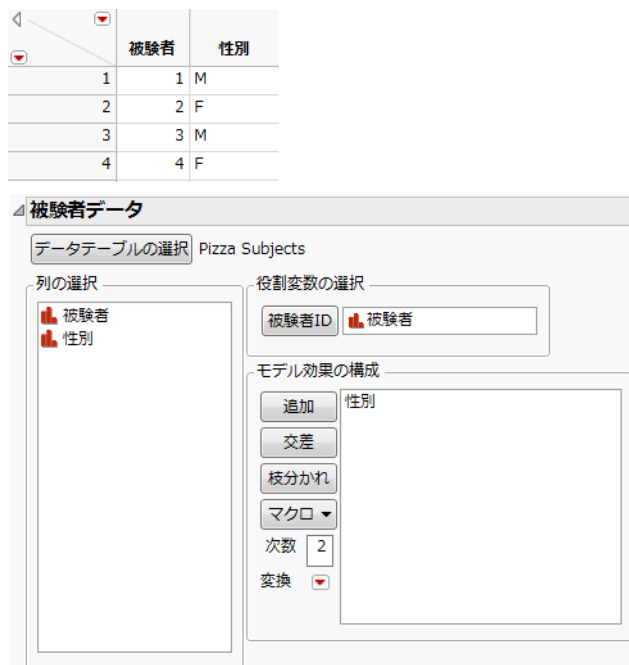 被験者 性別
1 1 M
2 2 F
3 3 M
4 4 F
被験者データ
データテーブルの選択 Pizza Subjects
列の選択
被験者
性別
役割変数の選択
被験者ID 被験者
モデル効果の構成
追加 性別
交差
枝分かれ
マクロ
次数 2
変換